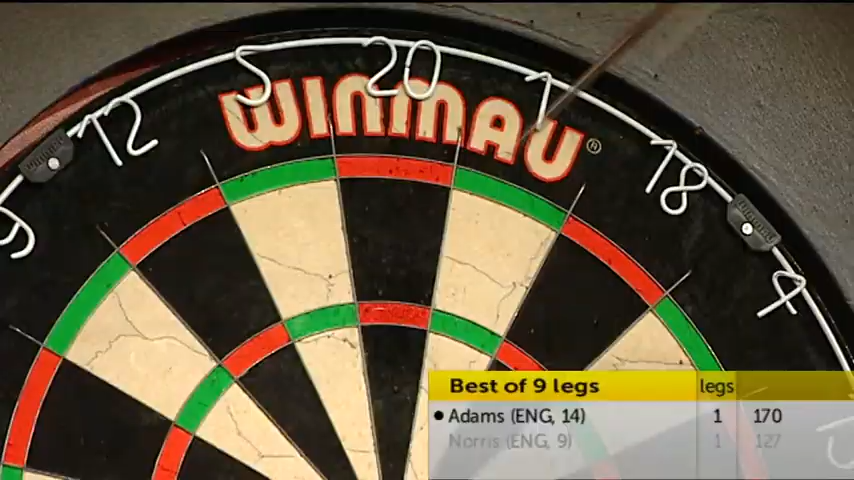 5 20 1
WINMAU®
12
18
9
4
Best of 9 legs legs
Adams (ENG, 14) 1 170
Norris (ENG, 9) 1 127